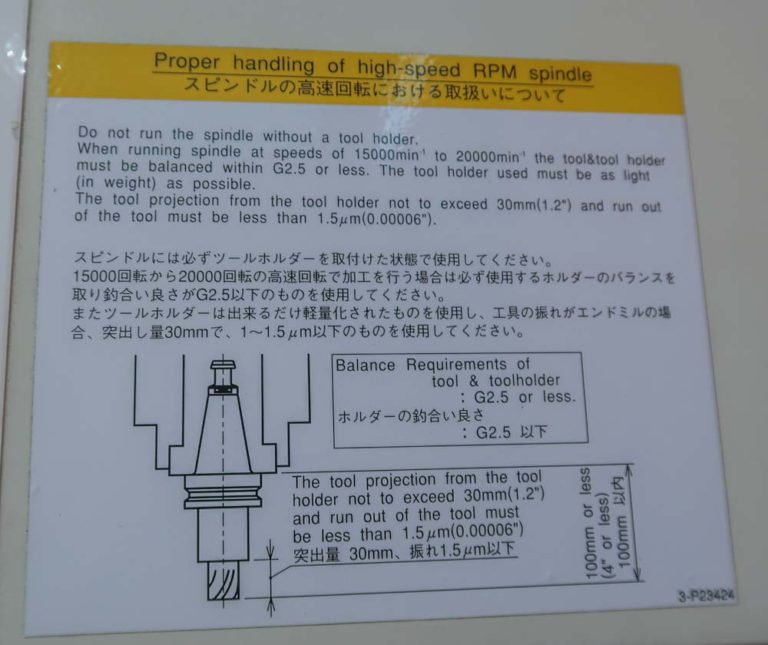 Proper handling of high-speed RPM spindle
スピンドルの高速回転における取扱いについて
Do not run the spindle without a tool holder.
When running spindle at speeds of 15000min⁻¹ to 20000min⁻¹ the tool&tool holder
must be balanced within G2.5 or less. The tool holder used must be as light
(in weight) as possible.
The tool projection from the tool holder not to exceed 30mm(1.2") and run out
of the tool must be less than 1.5μm(0.00006").
スピンドルには必ずツールホルダーを取付けた状態で使用してください。
15000回転から20000回転の高速回転で加工を行う場合は必ず使用するホルダーのバランスを
取り釣合い良さがG2.5以下のものを使用してください。
またツールホルダーは出来るだけ軽量化されたものを使用し、工具の振れがエンドミルの場
合、突出し量30mmで、1~1.5μm以下のものを使用してください。
Balance Requirements of
tool & toolholder
: G2.5 or less.
ホルダーの釣合い良さ
: G2.5 以下
The tool projection from the tool
holder not to exceed 30mm(1.2")
and run out of the tool must
be less than 1.5μm(0.00006")
突出量 30mm、振れ1.5μm以下
100mm or less
(4" or less)
100mm 以内
3-P23424